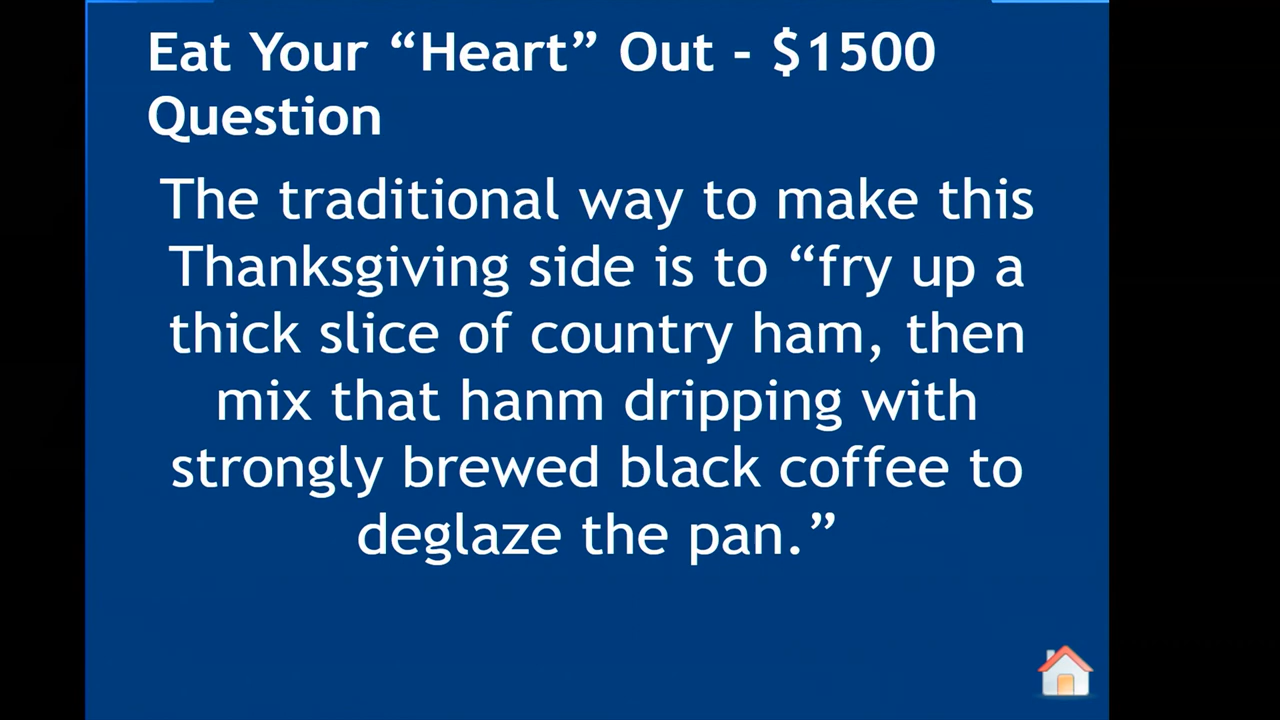 Eat Your “Heart” Out - $1500
Question
The traditional way to make this
Thanksgiving side is to “fry up a
thick slice of country ham, then
mix that hanm dripping with
strongly brewed black coffee to
deglaze the pan.”